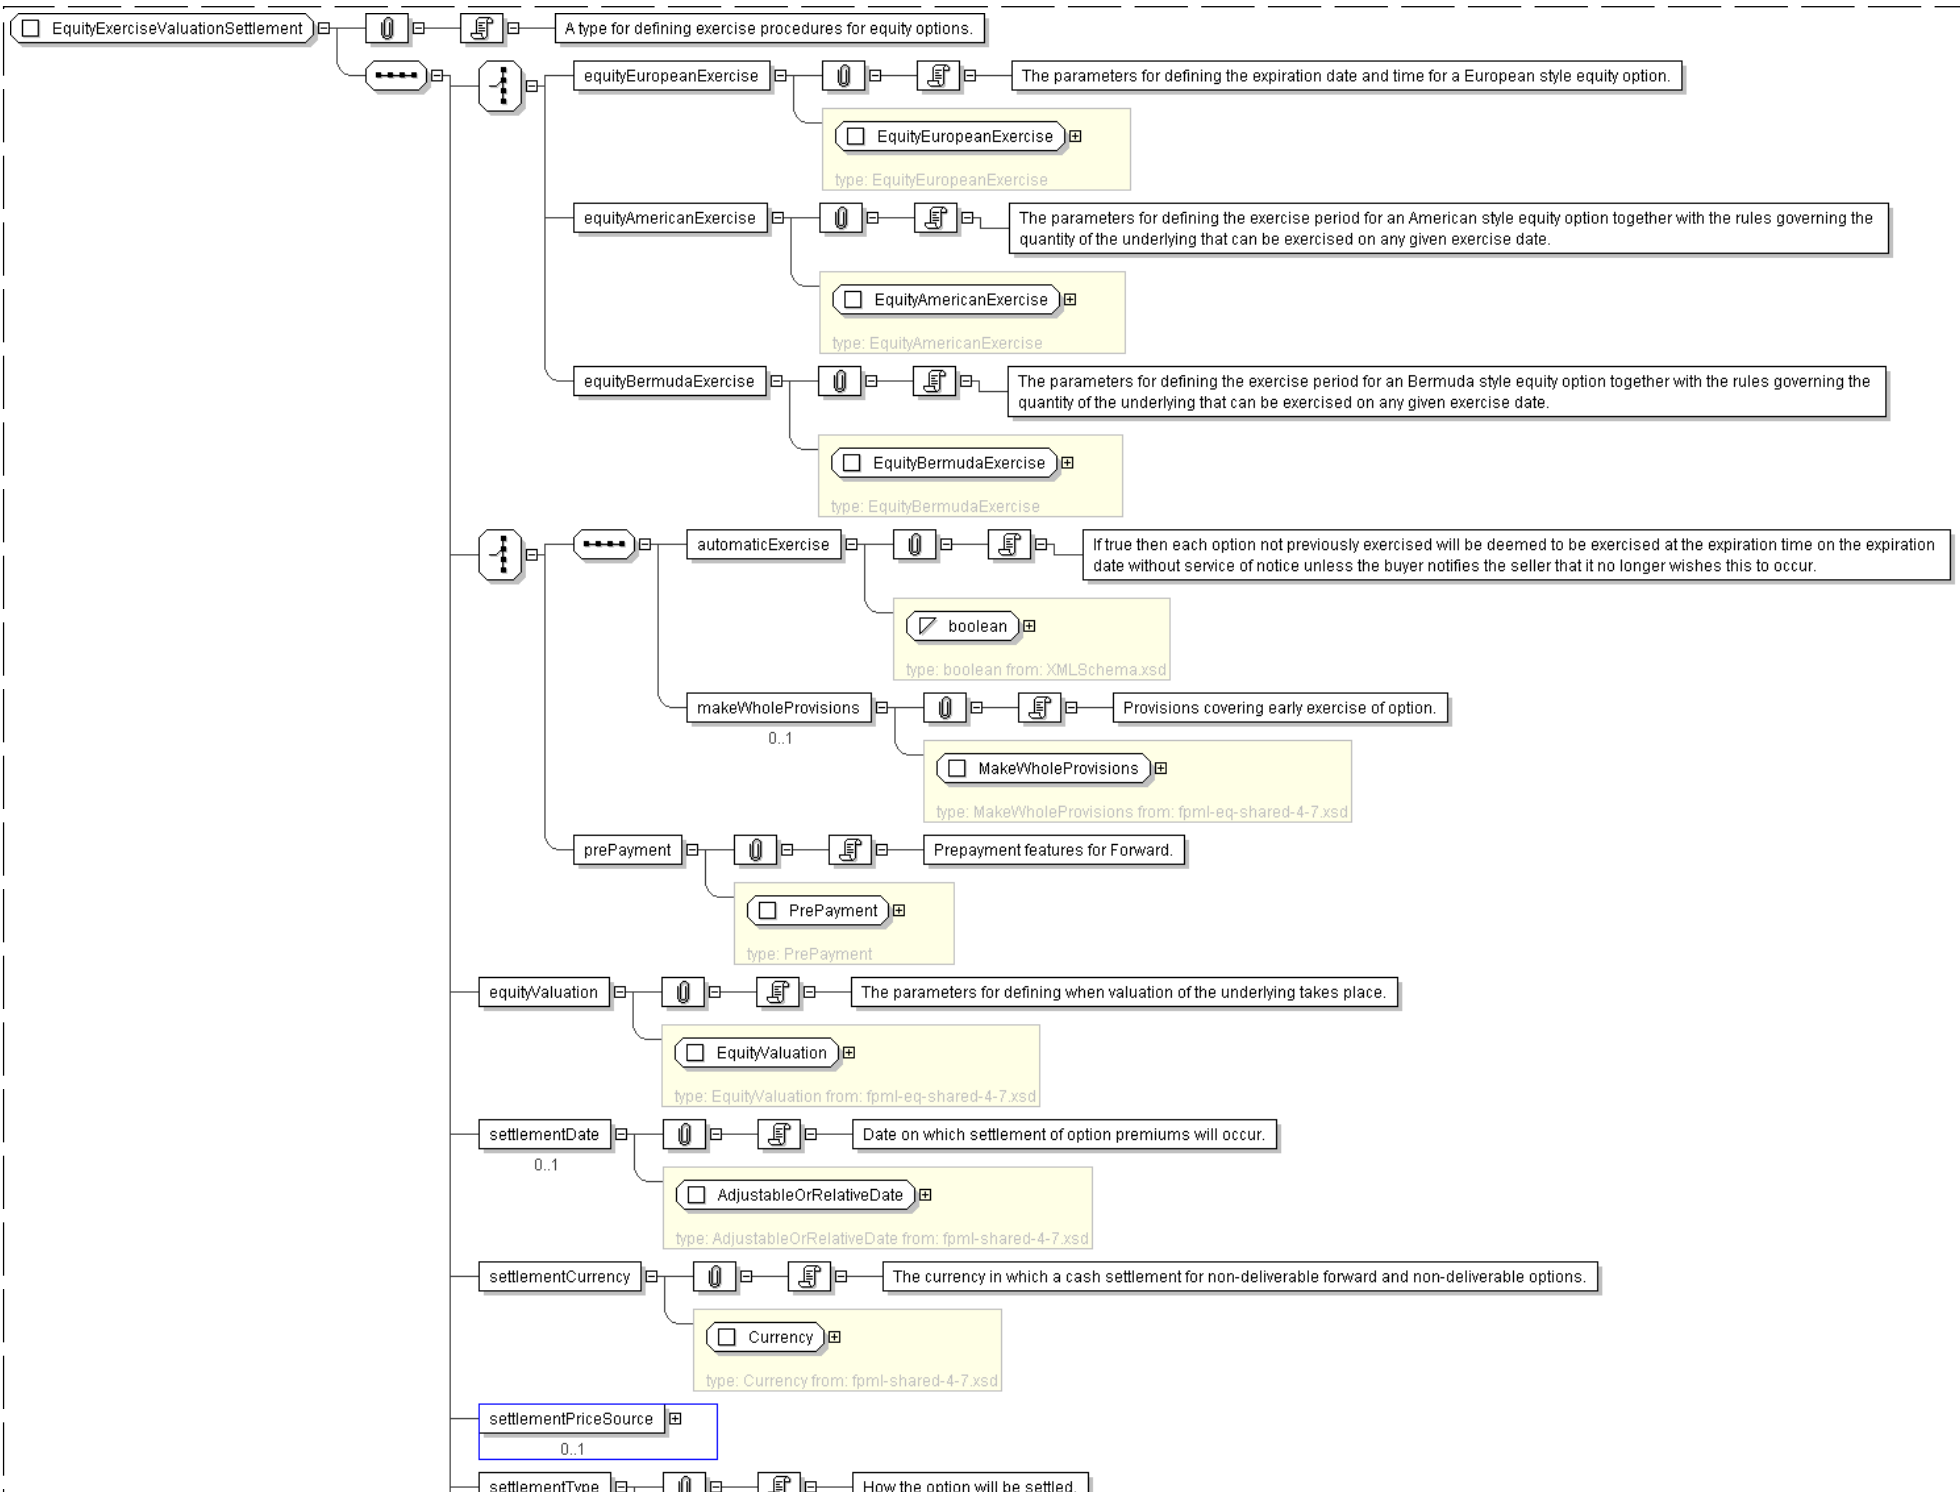 EquityExerciseValuationSettlement
A type for defining exercise procedures for equity options.
equityEuropeanExercise
The parameters for defining the expiration date and time for a European style equity option.
EquityEuropeanExercise
type: EquityEuropeanExercise
equityAmericanExercise
The parameters for defining the exercise period for an American style equity option together with the rules governing the
quantity of the underlying that can be exercised on any given exercise date.
EquityAmericanExercise
type: EquityAmericanExercise
equityBermudaExercise
The parameters for defining the exercise period for an Bermuda style equity option together with the rules governing the
quantity of the underlying that can be exercised on any given exercise date.
EquityBermudaExercise
type: EquityBermudaExercise
automaticExercise
If true then each option not previously exercised will be deemed to be exercised at the expiration time on the expiration
date without service of notice unless the buyer notifies the seller that it no longer wishes this to occur.
boolean
type: boolean from: XMLSchema.xsd
makeWholeProvisions
Provisions covering early exercise of option.
0..1
MakeWholeProvisions
type: MakeWholeProvisions from: fpml-eq-shared-4-7.xsd
prePayment
Prepayment features for Forward.
PrePayment
type: PrePayment
equityValuation
The parameters for defining when valuation of the underlying takes place.
EquityValuation
type: EquityValuation from: fpml-eq-shared-4-7.xsd
settlementDate
Date on which settlement of option premiums will occur.
0..1
AdjustableOrRelativeDate
type: AdjustableOrRelativeDate from: fpml-shared-4-7.xsd
settlementCurrency
The currency in which a cash settlement for non-deliverable forward and non-deliverable options.
Currency
type: Currency from: fpml-shared-4-7.xsd
settlementPriceSource
0..1
settlementType
How the option will be settled.